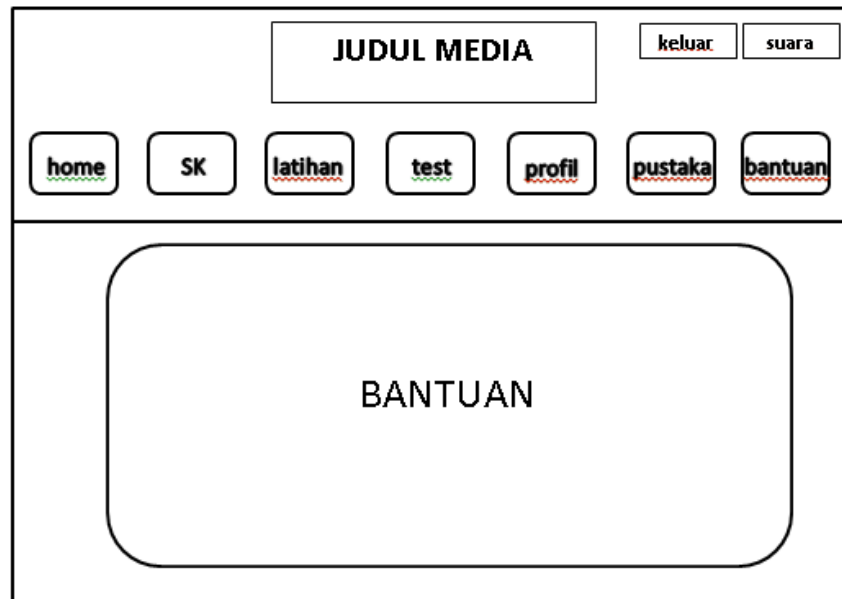 JUDUL MEDIA
keluar
suara
home
SK
latihan
test
profil
pustaka
bantuan
BANTUAN